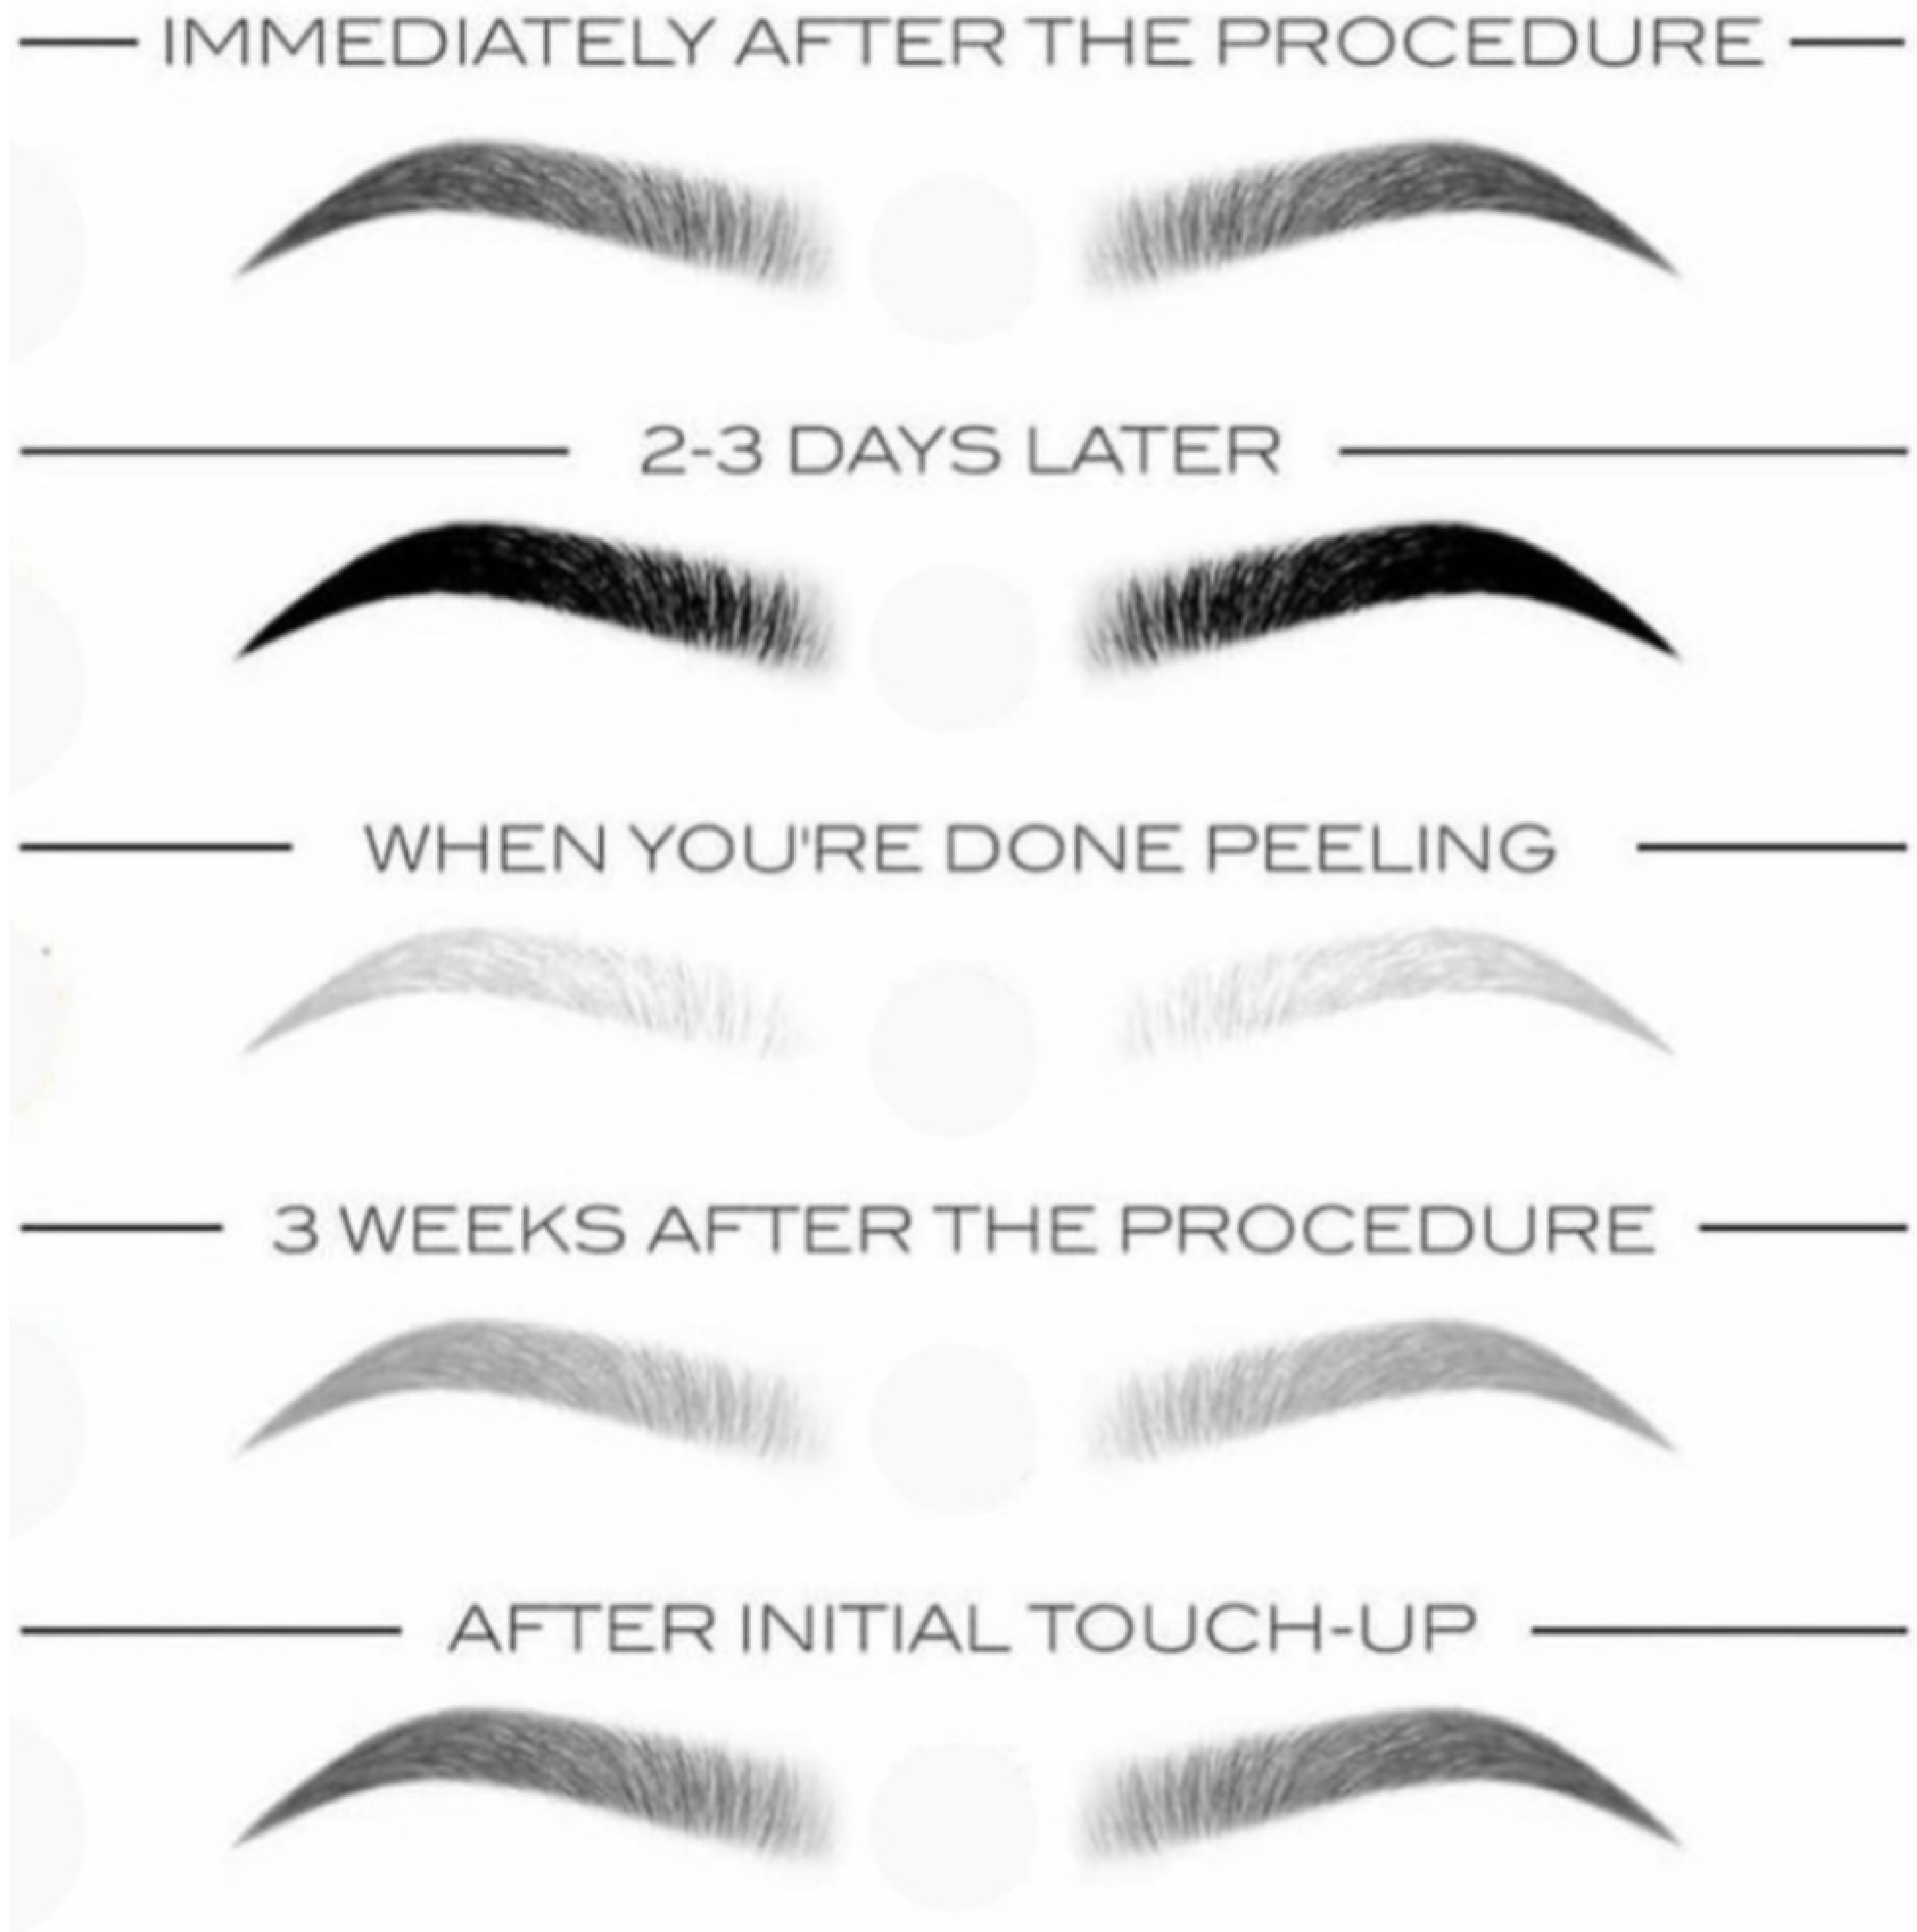 IMMEDIATELY AFTER THE PROCEDURE
2-3 DAYS LATER
WHEN YOU'RE DONE PEELING
3 WEEKS AFTER THE PROCEDURE
AFTER INITIAL TOUCH-UP